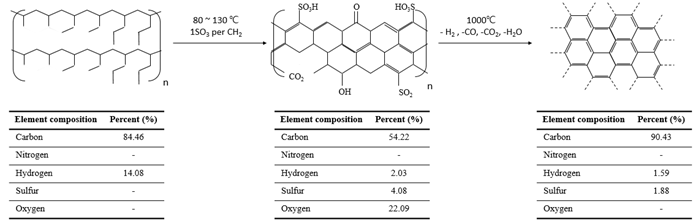 80 ~ 130 ℃
1SO₃ per CH₂
n
SO₃H
O
HO₃S
CO₂
OH
SO₂
n
1000℃
- H₂ , -CO, -CO₂, -H₂O
Element composition Percent (%)
Carbon 84.46
Nitrogen -
Hydrogen 14.08
Sulfur -
Oxygen -
Element composition Percent (%)
Carbon 54.22
Nitrogen -
Hydrogen 2.03
Sulfur 4.08
Oxygen 22.09
Element composition Percent (%)
Carbon 90.43
Nitrogen -
Hydrogen 1.59
Sulfur 1.88
Oxygen -